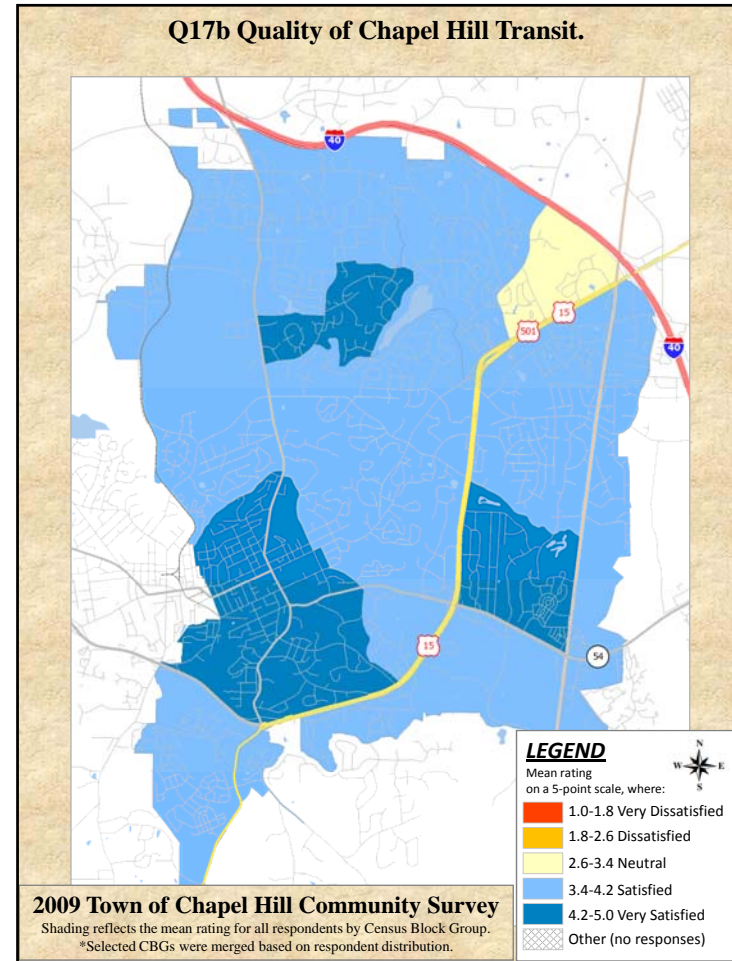 Q17b Quality of Chapel Hill Transit.
40
15
501
40
15
54
LEGEND
Mean rating
on a 5-point scale, where:
N
W E
S
1.0-1.8 Very Dissatisfied
1.8-2.6 Dissatisfied
2.6-3.4 Neutral
3.4-4.2 Satisfied
4.2-5.0 Very Satisfied
Other (no responses)
2009 Town of Chapel Hill Community Survey
Shading reflects the mean rating for all respondents by Census Block Group.
*Selected CBGs were merged based on respondent distribution.